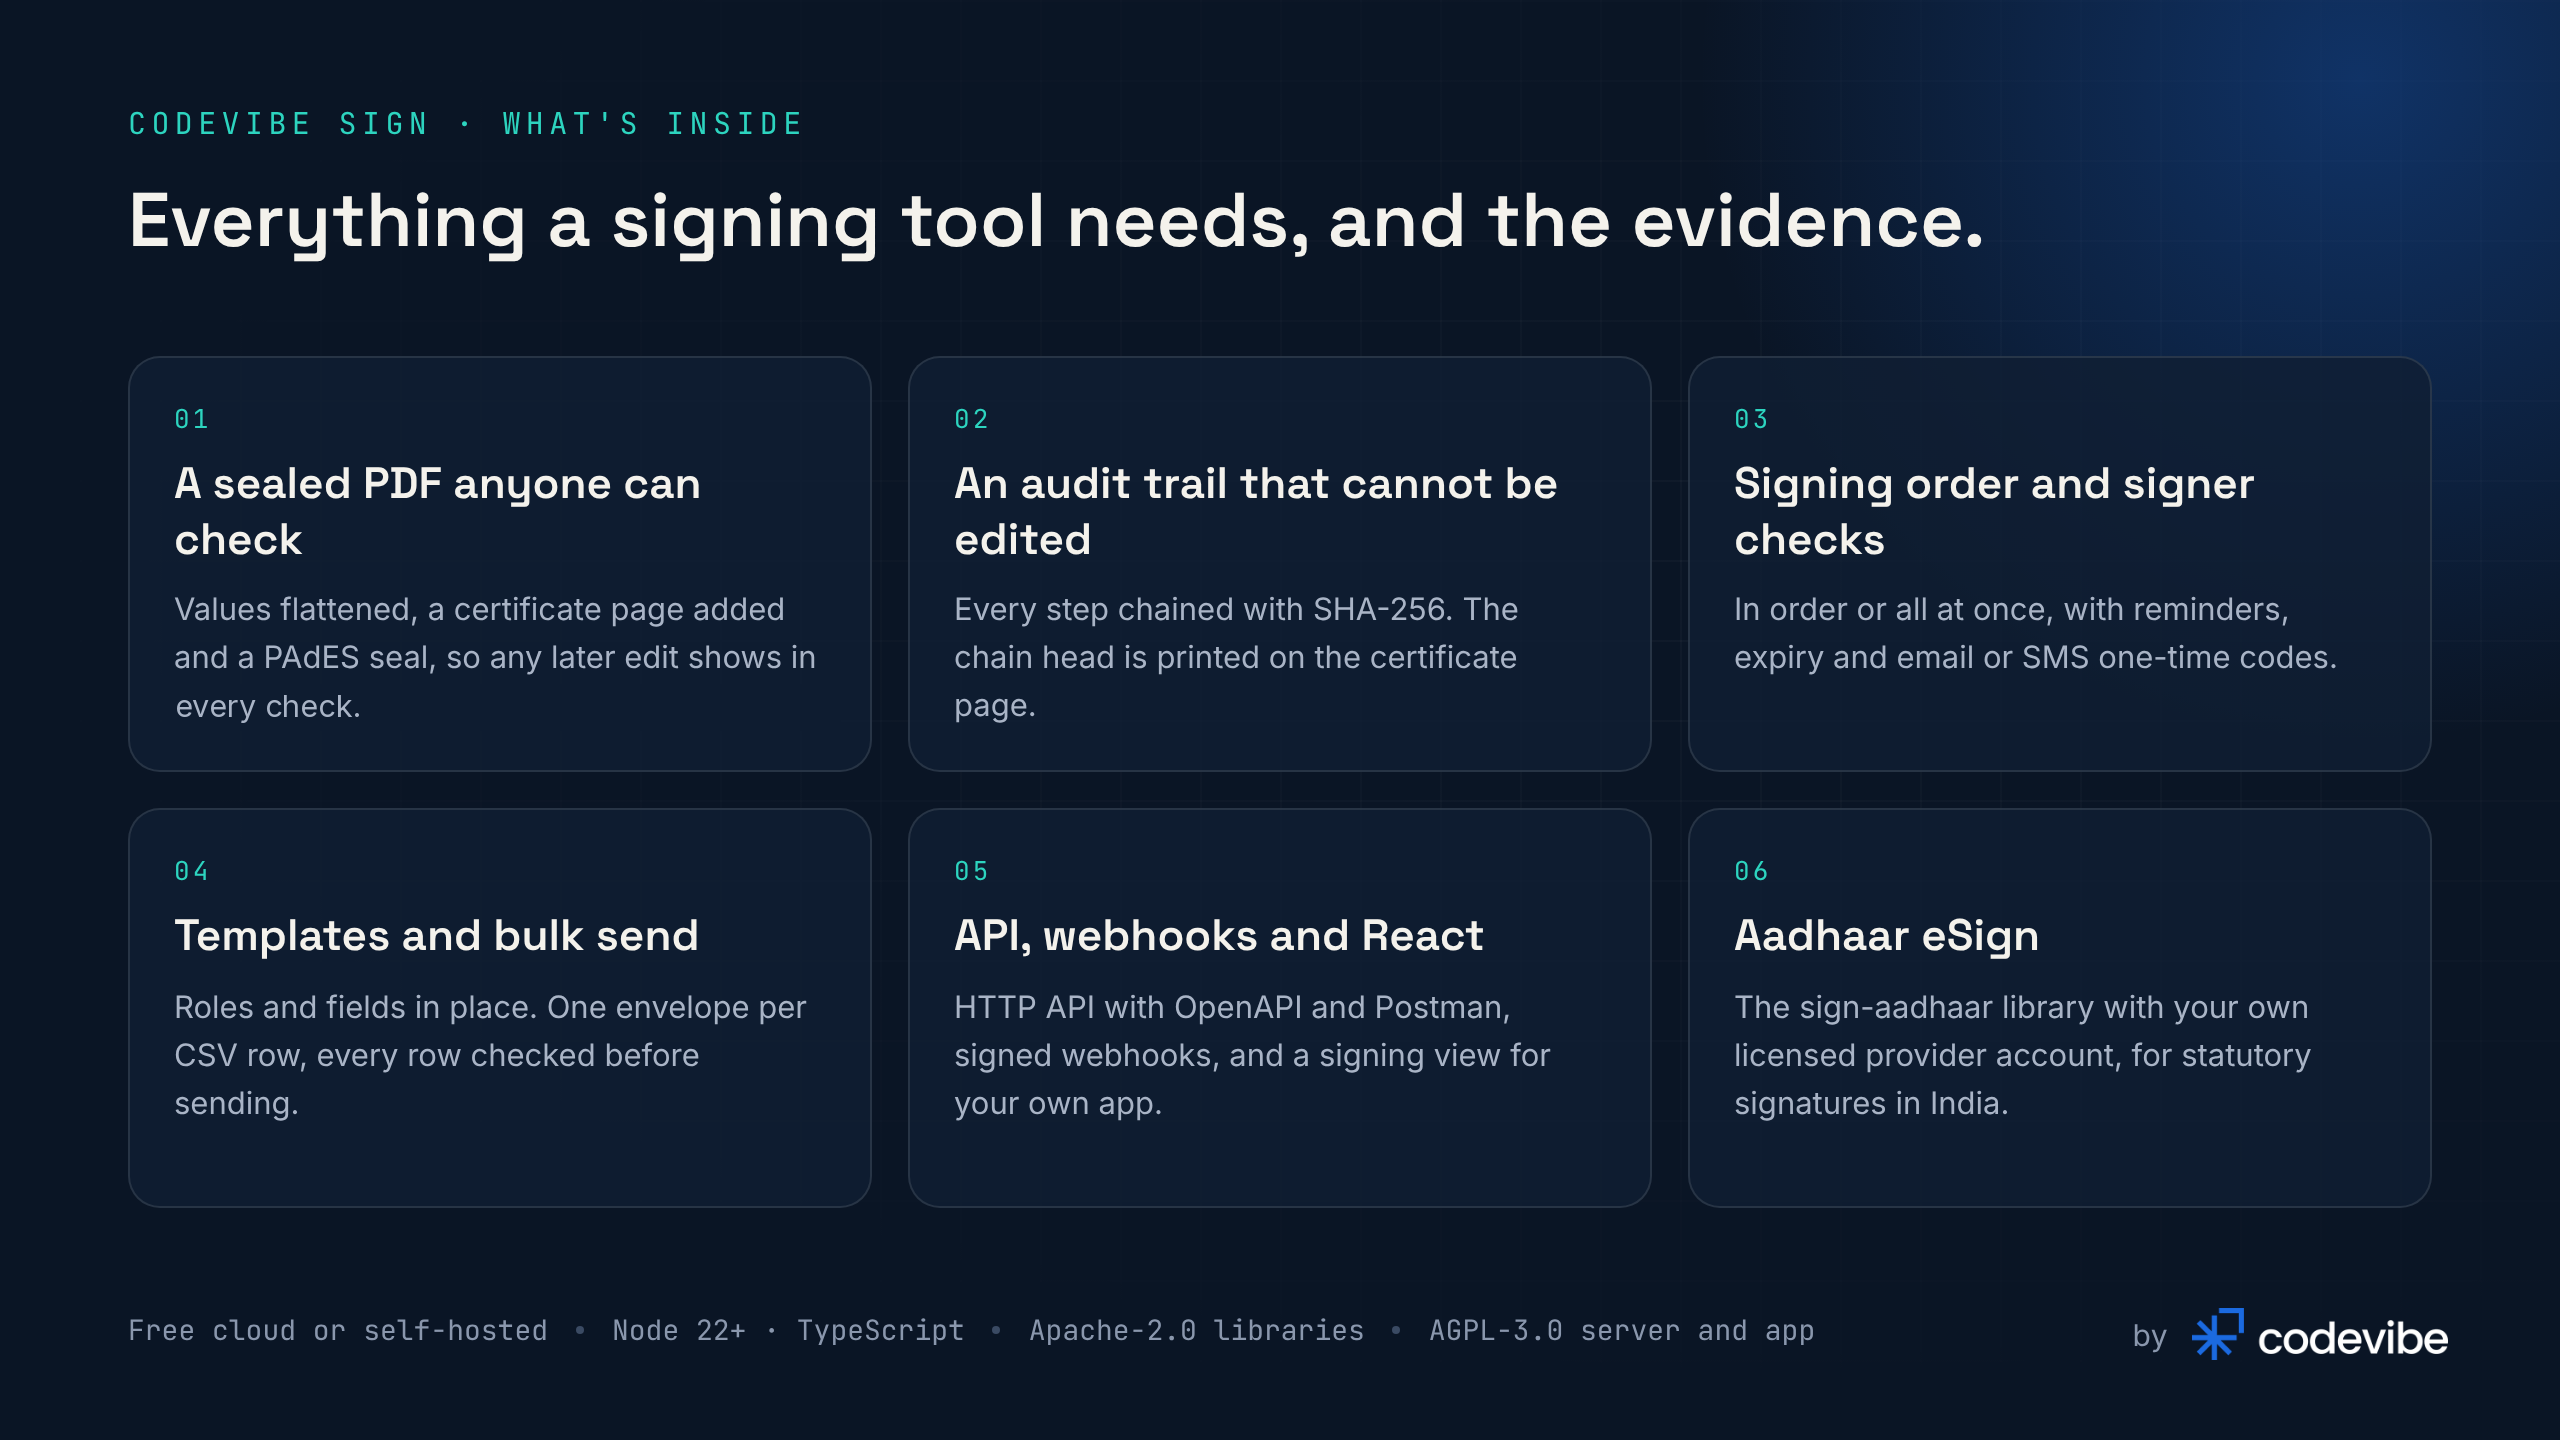 CODEVIBE SIGN · WHAT'S INSIDE
Everything a signing tool needs, and the evidence.
01
A sealed PDF anyone can
check
Values flattened, a certificate page added
and a PAdES seal, so any later edit shows in
every check.
02
An audit trail that cannot be
edited
Every step chained with SHA-256. The
chain head is printed on the certificate
page.
03
Signing order and signer
checks
In order or all at once, with reminders,
expiry and email or SMS one-time codes.
04
Templates and bulk send
Roles and fields in place. One envelope per
CSV row, every row checked before
sending.
05
API, webhooks and React
HTTP API with OpenAPI and Postman,
signed webhooks, and a signing view for
your own app.
06
Aadhaar eSign
The sign-aadhaar library with your own
licensed provider account, for statutory
signatures in India.
Free cloud or self-hosted • Node 22+ · TypeScript • Apache-2.0 libraries • AGPL-3.0 server and app
by codevibe